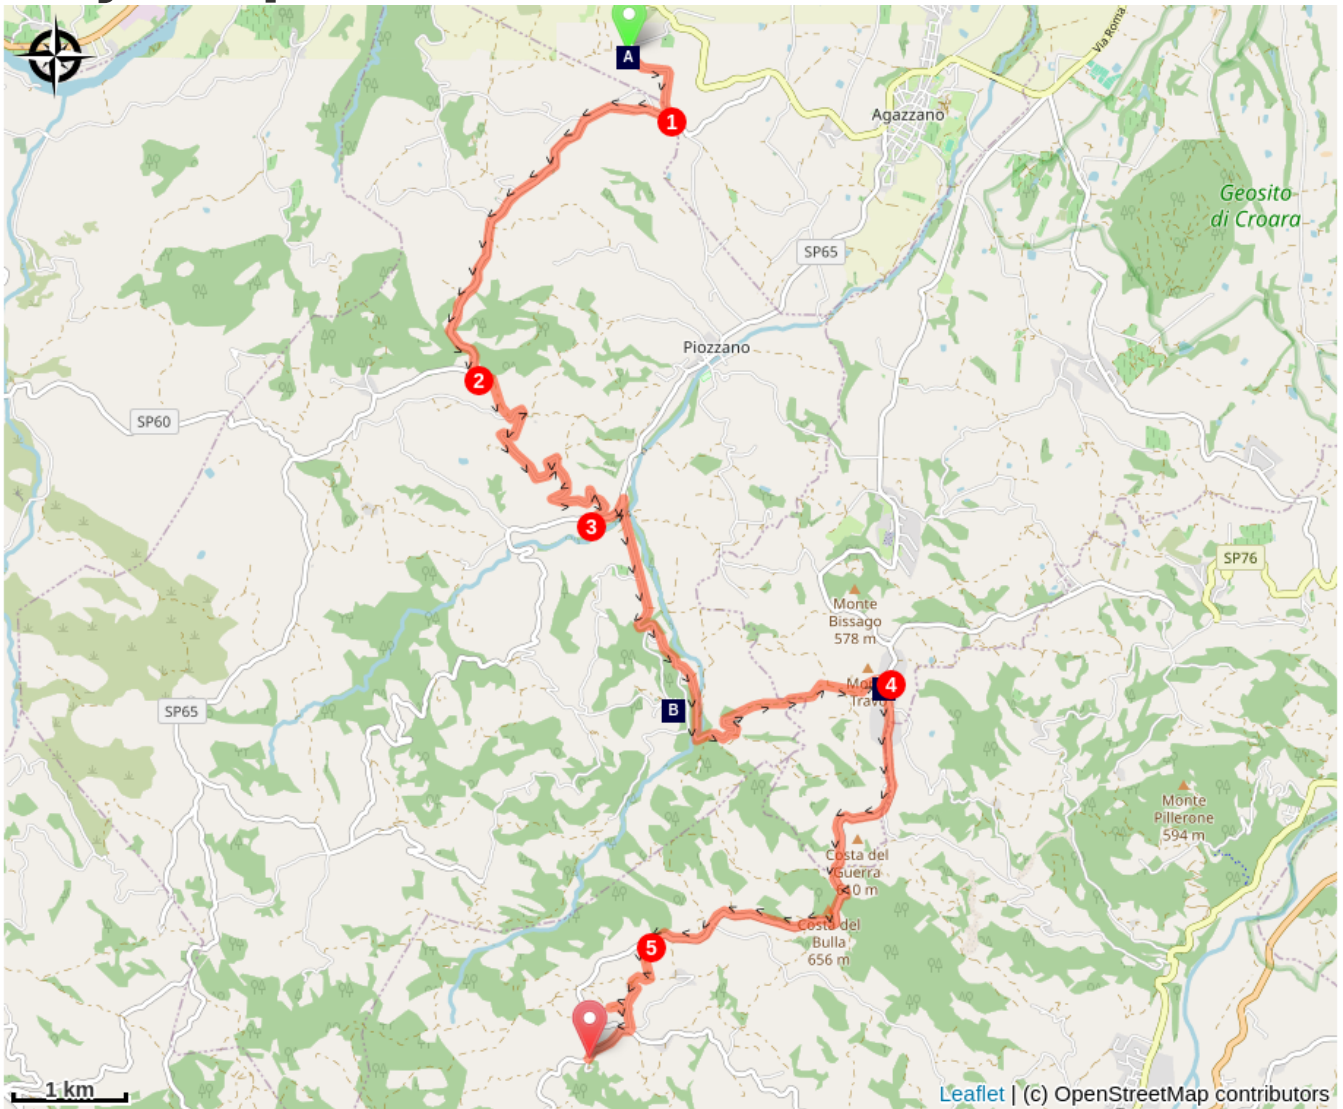 A
Via Roma
Agazzano
1
Geosito
di Croara
SP65
Piozzano
2
SP60
3
SP76
Monte
Bissago
578 m
4
SP65
B
Monte
Pillerone
594 m
Costa del
Guerra
Costa del
Bulla
656 m
5
1 km
Leaflet | (c) OpenStreetMap contributors